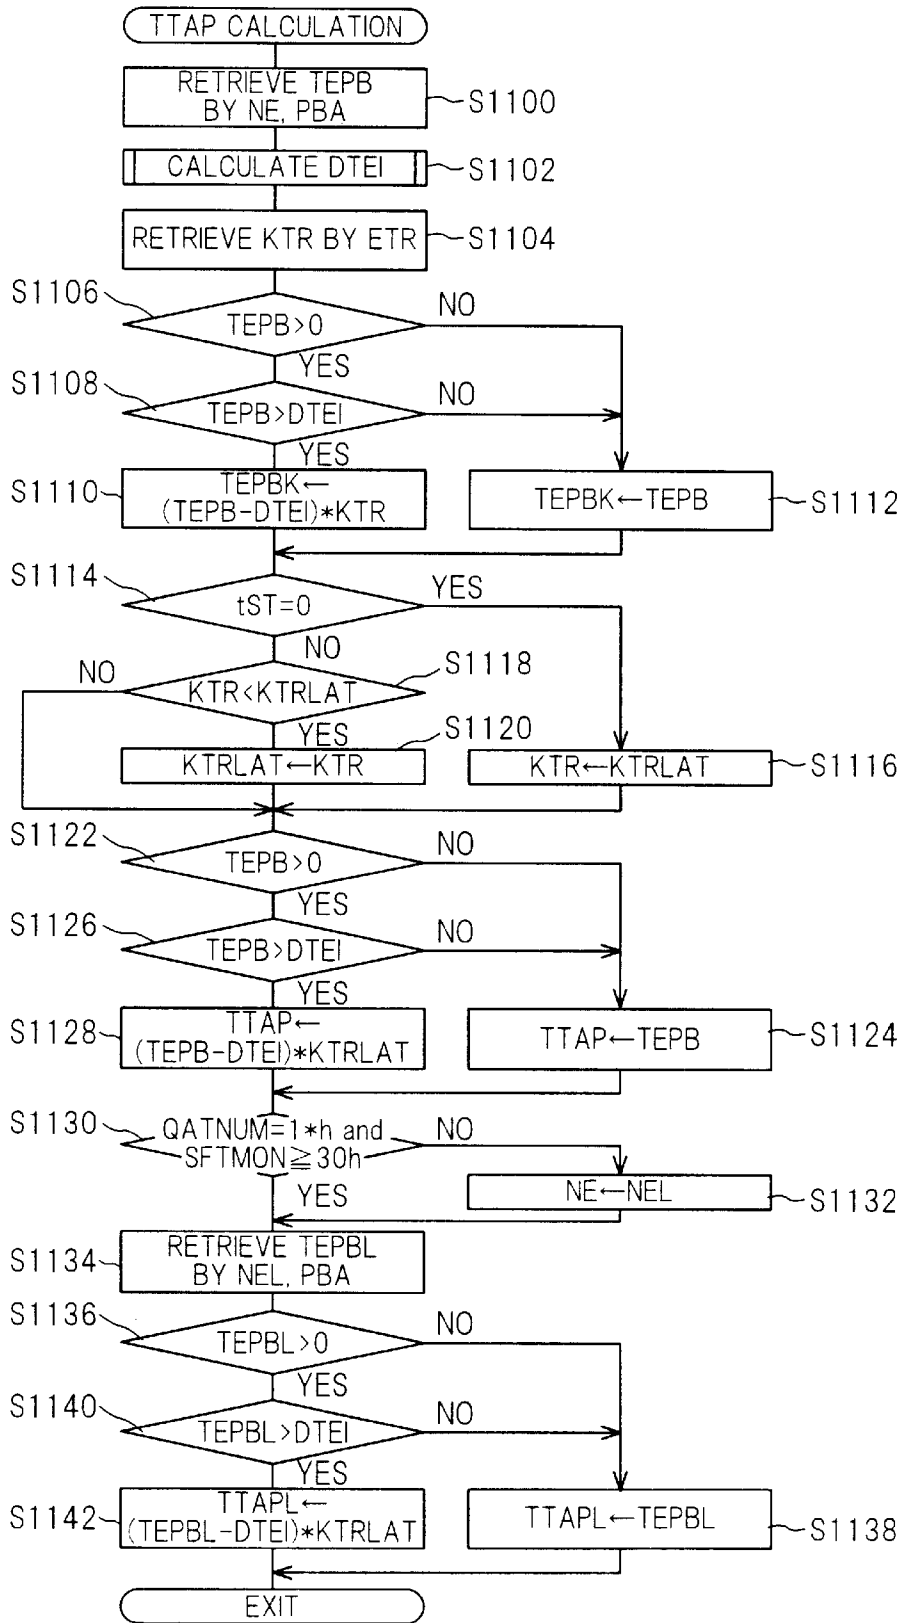 TTAP CALCULATION
RETRIEVE TEPB
BY NE, PBA
S1100
CALCULATE DTEI
S1102
RETRIEVE KTR BY ETR
S1104
S1106
TEPB>0
NO
YES
S1108
TEPB>DTEI
NO
YES
S1110
TEPBK←
(TEPB-DTEI)*KTR
TEPBK←TEPB
S1112
S1114
tST=0
YES
NO
S1118
NO
KTR<KTRLAT
YES
S1120
KTRLAT←KTR
KTR←KTRLAT
S1116
S1122
TEPB>0
NO
YES
S1126
TEPB>DTEI
NO
YES
S1128
TTAP←
(TEPB-DTEI)*KTRLAT
TTAP←TEPB
S1124
S1130
QATNUM=1*h and
SFTMON≧30h
NO
YES
NE←NEL
S1132
S1134
RETRIEVE TEPBL
BY NEL, PBA
S1136
TEPBL>0
NO
YES
S1140
TEPBL>DTEI
NO
YES
S1142
TTAPL←
(TEPBL-DTEI)*KTRLAT
TTAPL←TEPBL
S1138
EXIT